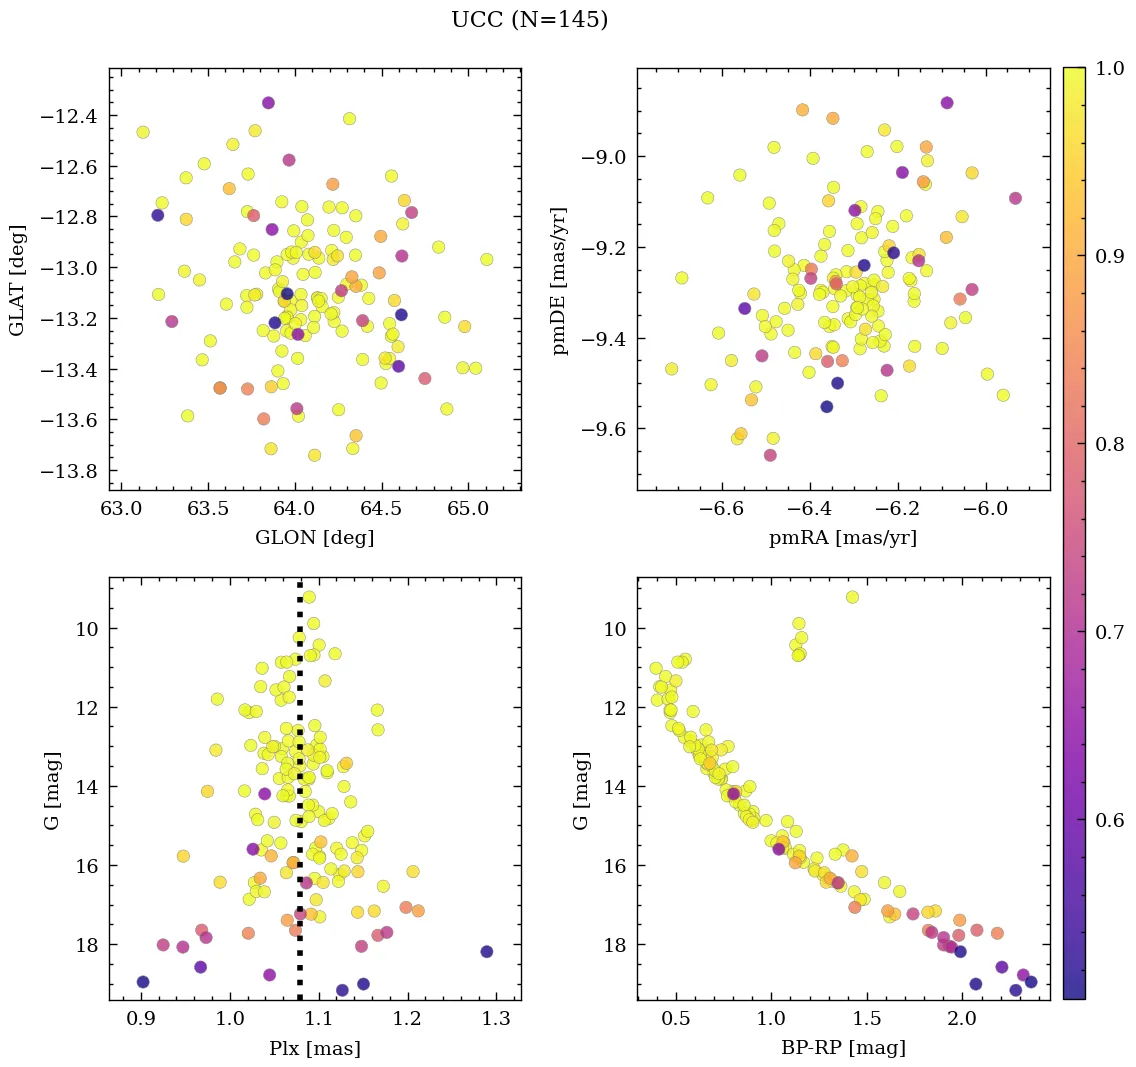 UCC (N=145)
−12.4
−12.6
−12.8
−13.0
−13.2
−13.4
−13.6
−13.8
GLAT [deg]
63.0 63.5 64.0 64.5 65.0
GLON [deg]
−9.0
−9.2
−9.4
−9.6
pmDE [mas/yr]
−6.6 −6.4 −6.2 −6.0
pmRA [mas/yr]
10
12
14
16
18
G [mag]
0.9 1.0 1.1 1.2 1.3
Plx [mas]
10
12
14
16
18
G [mag]
0.5 1.0 1.5 2.0
BP-RP [mag]
1.0
0.9
0.8
0.7
0.6